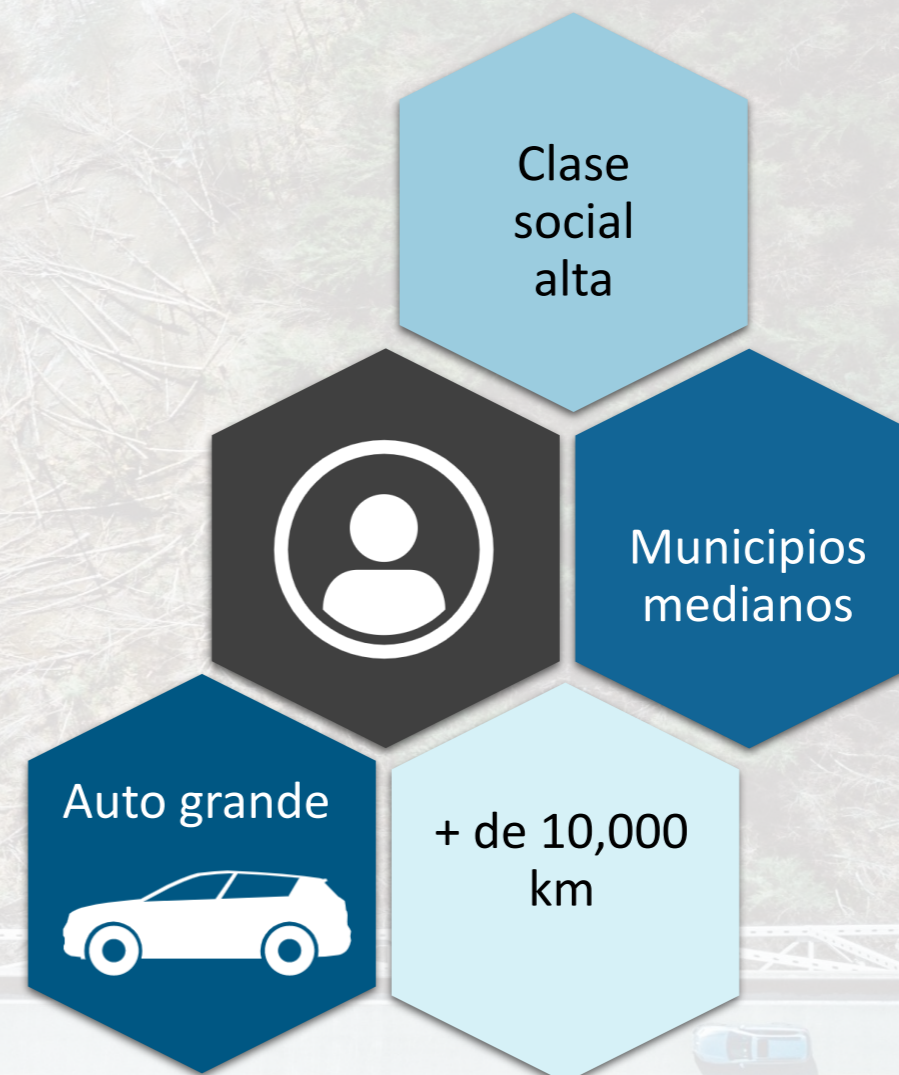 Clase
social
alta
Municipios
medianos
Auto grande
+ de 10,000
km